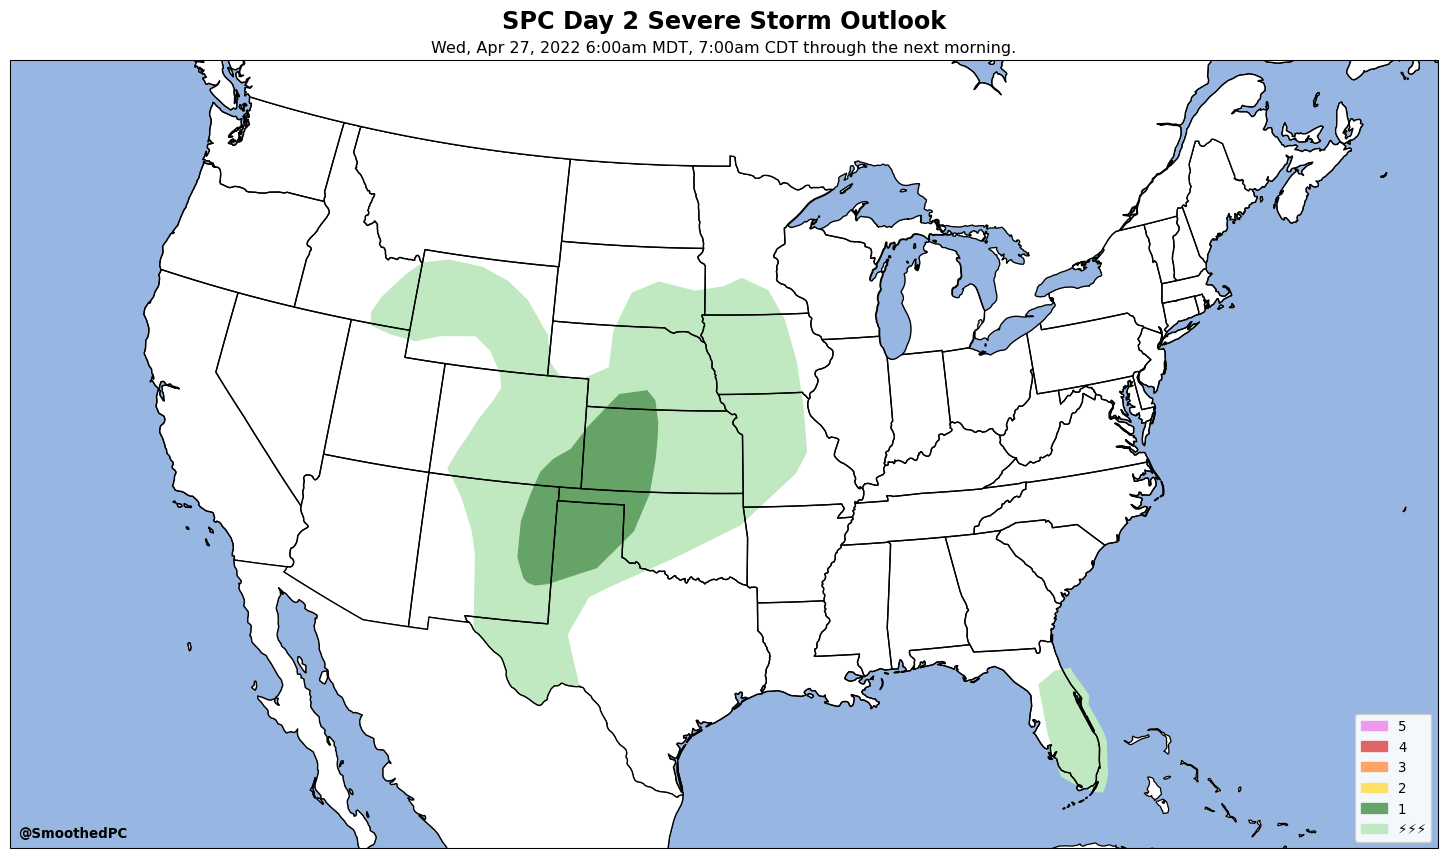 SPC Day 2 Severe Storm Outlook
Wed, Apr 27, 2022 6:00am MDT, 7:00am CDT through the next morning.
5
4
3
2
1
⚡⚡⚡
@SmoothedPC